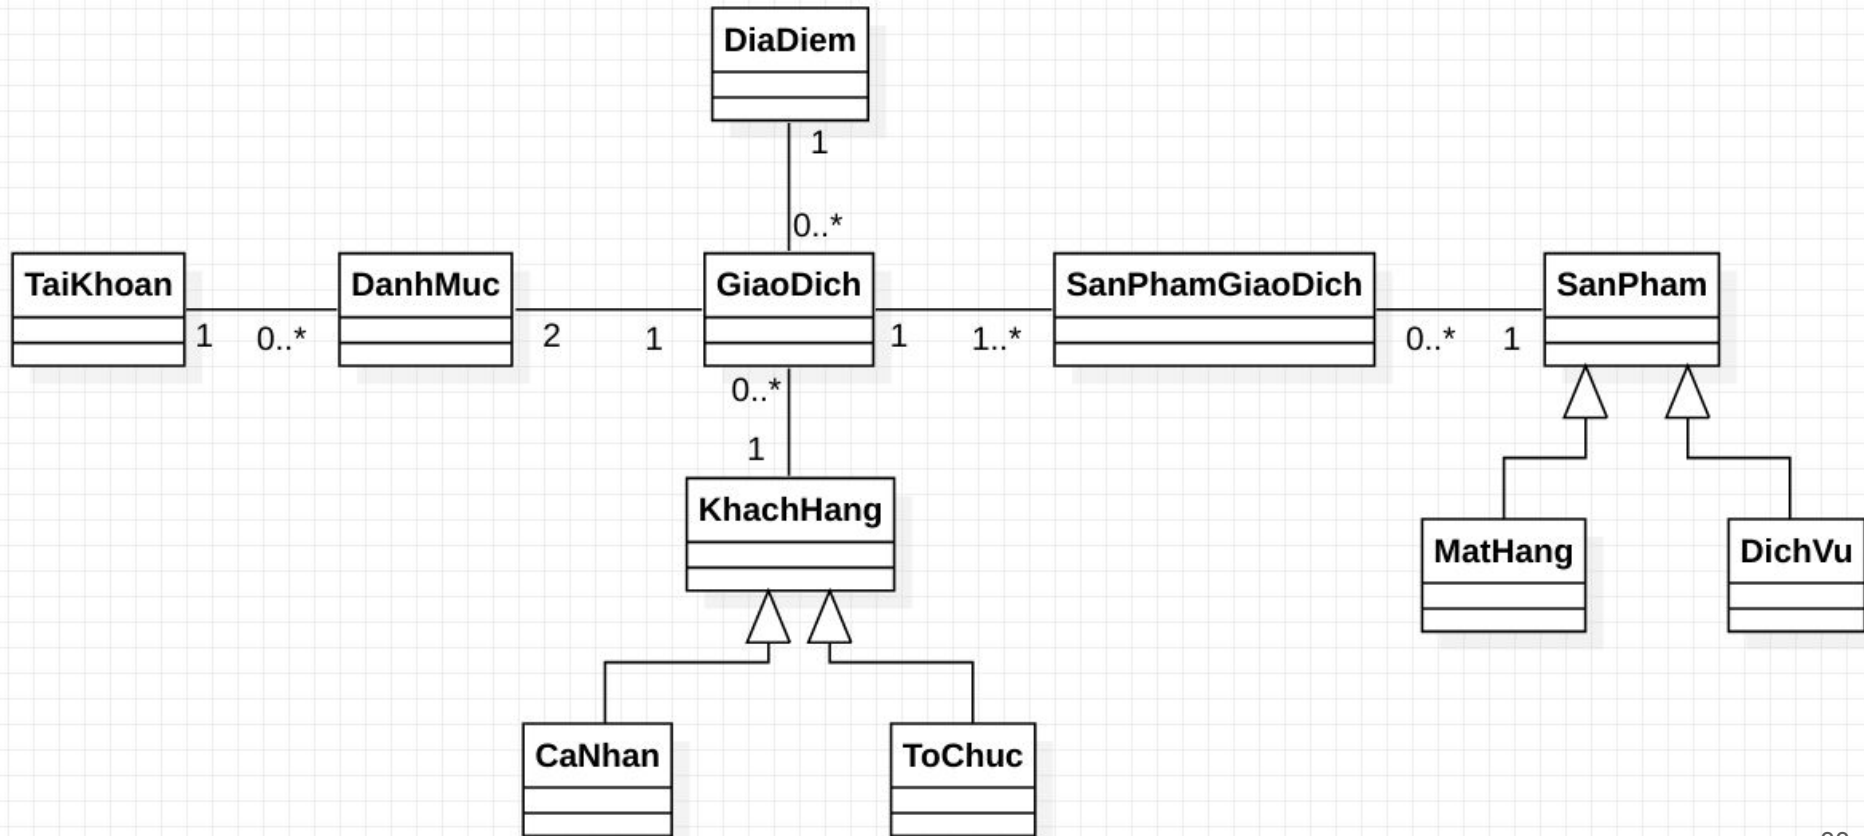 DiaDiem
1
0..*
TaiKhoan
1
0..*
DanhMuc
2
1
GiaoDich
1
1..*
SanPhamGiaoDich
0..*
1
SanPham
0..*
1
KhachHang
MatHang
DichVu
CaNhan
ToChuc